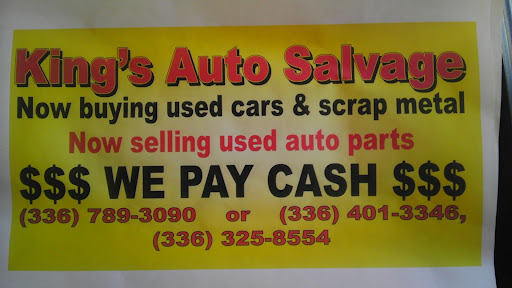 King's Auto Salvage
Now buying used cars & scrap metal
Now selling used auto parts
$$$ WE PAY CASH $$$
(336) 789-3090 or (336) 401-3346,
(336) 325-8554